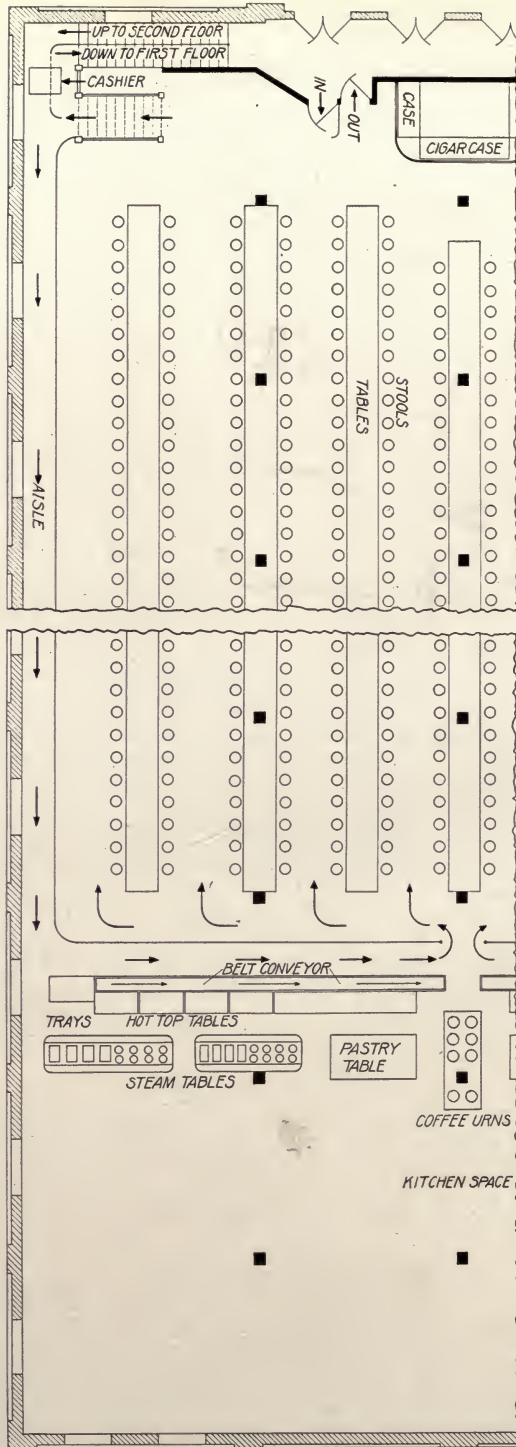 UP TO SECOND FLOOR
DOWN TO FIRST FLOOR
CASHIER
IN
OUT
CASE
CIGAR CASE
TABLES
STOOLS
AISLE
BELT CONVEYOR
TRAYS
HOT TOP TABLES
STEAM TABLES
PASTRY
TABLE
COFFEE URNS
KITCHEN SPACE